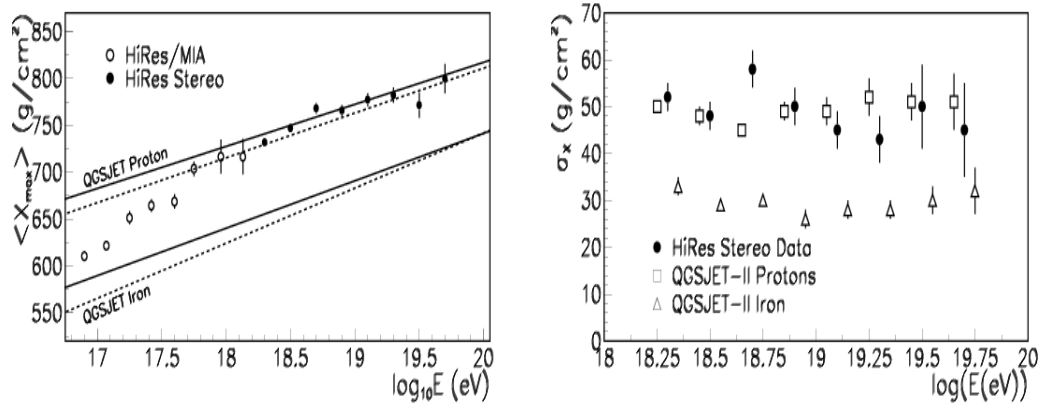 <X_max> (g/cm²)
850
800
750
700
650
600
550
HiRes/MIA
HiRes Stereo
QGSJET Proton
QGSJET Iron
17
17.5
18
18.5
19
19.5
20
log₁₀E (eV)
σ_x (g/cm²)
70
60
50
40
30
20
10
0
HiRes Stereo Data
QGSJET-II Protons
QGSJET-II Iron
18
18.25
18.5
18.75
19
19.25
19.5
19.75
20
log(E(eV))